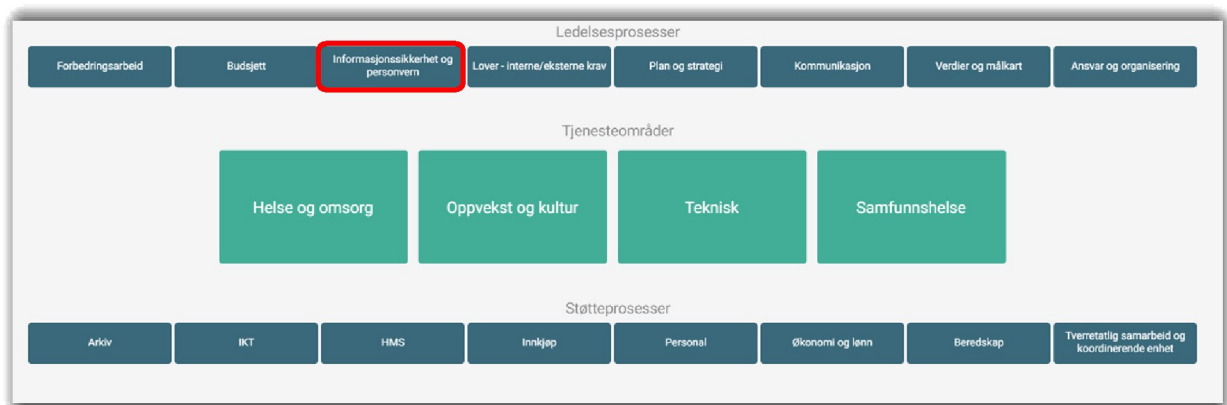 Ledelsesprosesser
Forbedringsarbeid
Budsjett
Informasjonssikkerhet og
personvern
Lover - interne/eksterne krav
Plan og strategi
Kommunikasjon
Verdier og målkart
Ansvar og organisering
Tjenesteområder
Helse og omsorg
Oppvekst og kultur
Teknisk
Samfunnshelse
Støtteprosesser
Arkiv
IKT
HMS
Innkjøp
Personal
Økonomi og lønn
Beredskap
Tverretatlig samarbeid og
koordinerende enhet